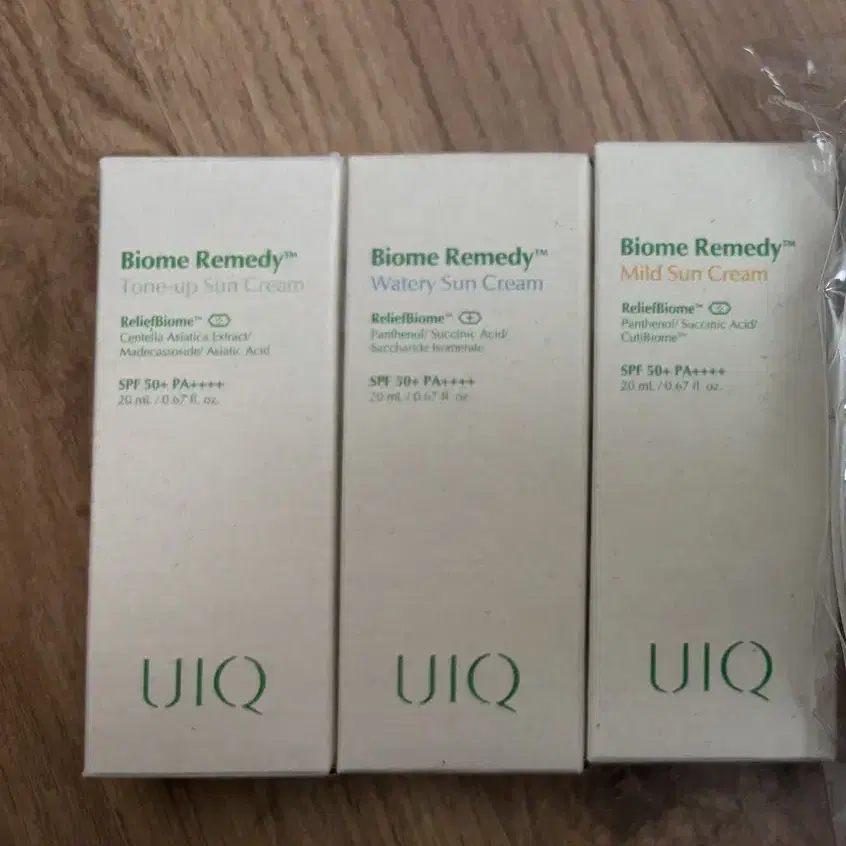 Biome Remedy™
Tone-up Sun Cream
ReliefBiome™
Centella Asiatica Extract/
Madecassoside/ Asiatic Acid
SPF 50+ PA++++
20 mL / 0.67 fl. oz.
UIQ
Biome Remedy™
Watery Sun Cream
ReliefBiome™
Panthenol/ Succinic Acid/
Saccharide Isomerate
SPF 50+ PA++++
20 mL / 0.67 fl. oz.
UIQ
Biome Remedy™
Mild Sun Cream
ReliefBiome™
Panthenol/ Succinic Acid/
CutiBiome™
SPF 50+ PA++++
20 mL / 0.67 fl. oz.
UIQ